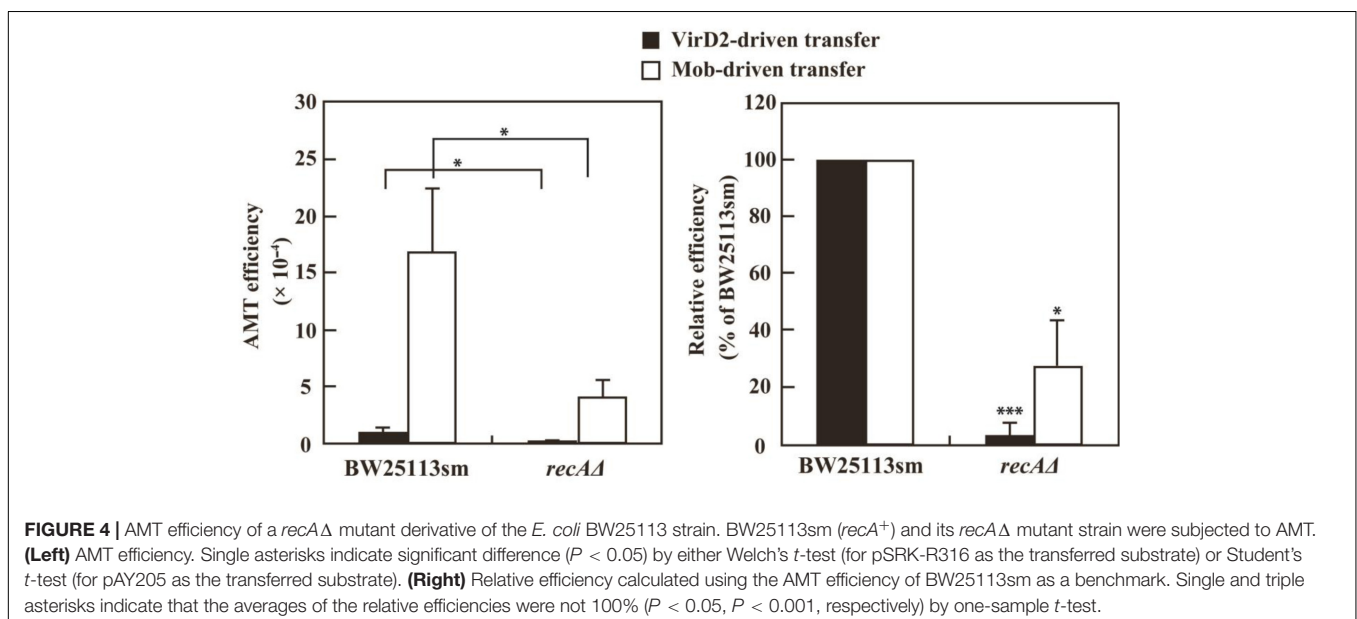 ■ VirD2-driven transfer
□ Mob-driven transfer
AMT efficiency
(× 10⁻⁴)
30
25
20
15
10
5
0
*
*
BW25113sm
recAΔ
Relative efficiency
(% of BW25113sm)
120
100
80
60
40
20
0
***
*
BW25113sm
recAΔ
FIGURE 4 | AMT efficiency of a recAΔ mutant derivative of the E. coli BW25113 strain. BW25113sm (recA⁺) and its recAΔ mutant strain were subjected to AMT.
(Left) AMT efficiency. Single asterisks indicate significant difference (P < 0.05) by either Welch's t-test (for pSRK-R316 as the transferred substrate) or Student's
t-test (for pAY205 as the transferred substrate). (Right) Relative efficiency calculated using the AMT efficiency of BW25113sm as a benchmark. Single and triple
asterisks indicate that the averages of the relative efficiencies were not 100% (P < 0.05, P < 0.001, respectively) by one-sample t-test.